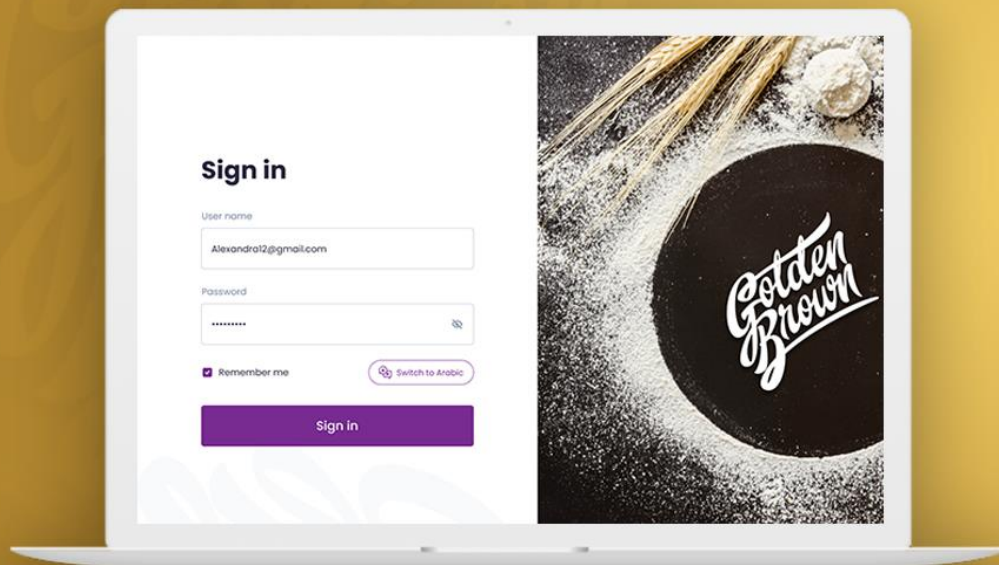 Sign in
User name
Alexandra12@gmail.com
Password
•••••••••
Remember me
Switch to Arabic
Sign in
Golden
Brown